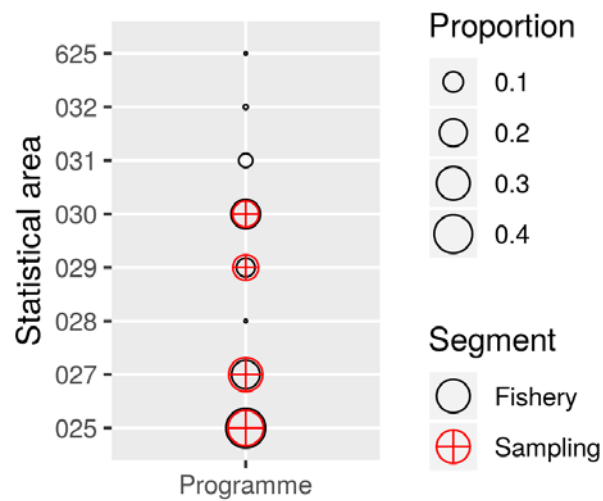 Statistical area
625
032
031
030
029
028
027
025
Programme
Proportion
0.1
0.2
0.3
0.4
Segment
Fishery
Sampling